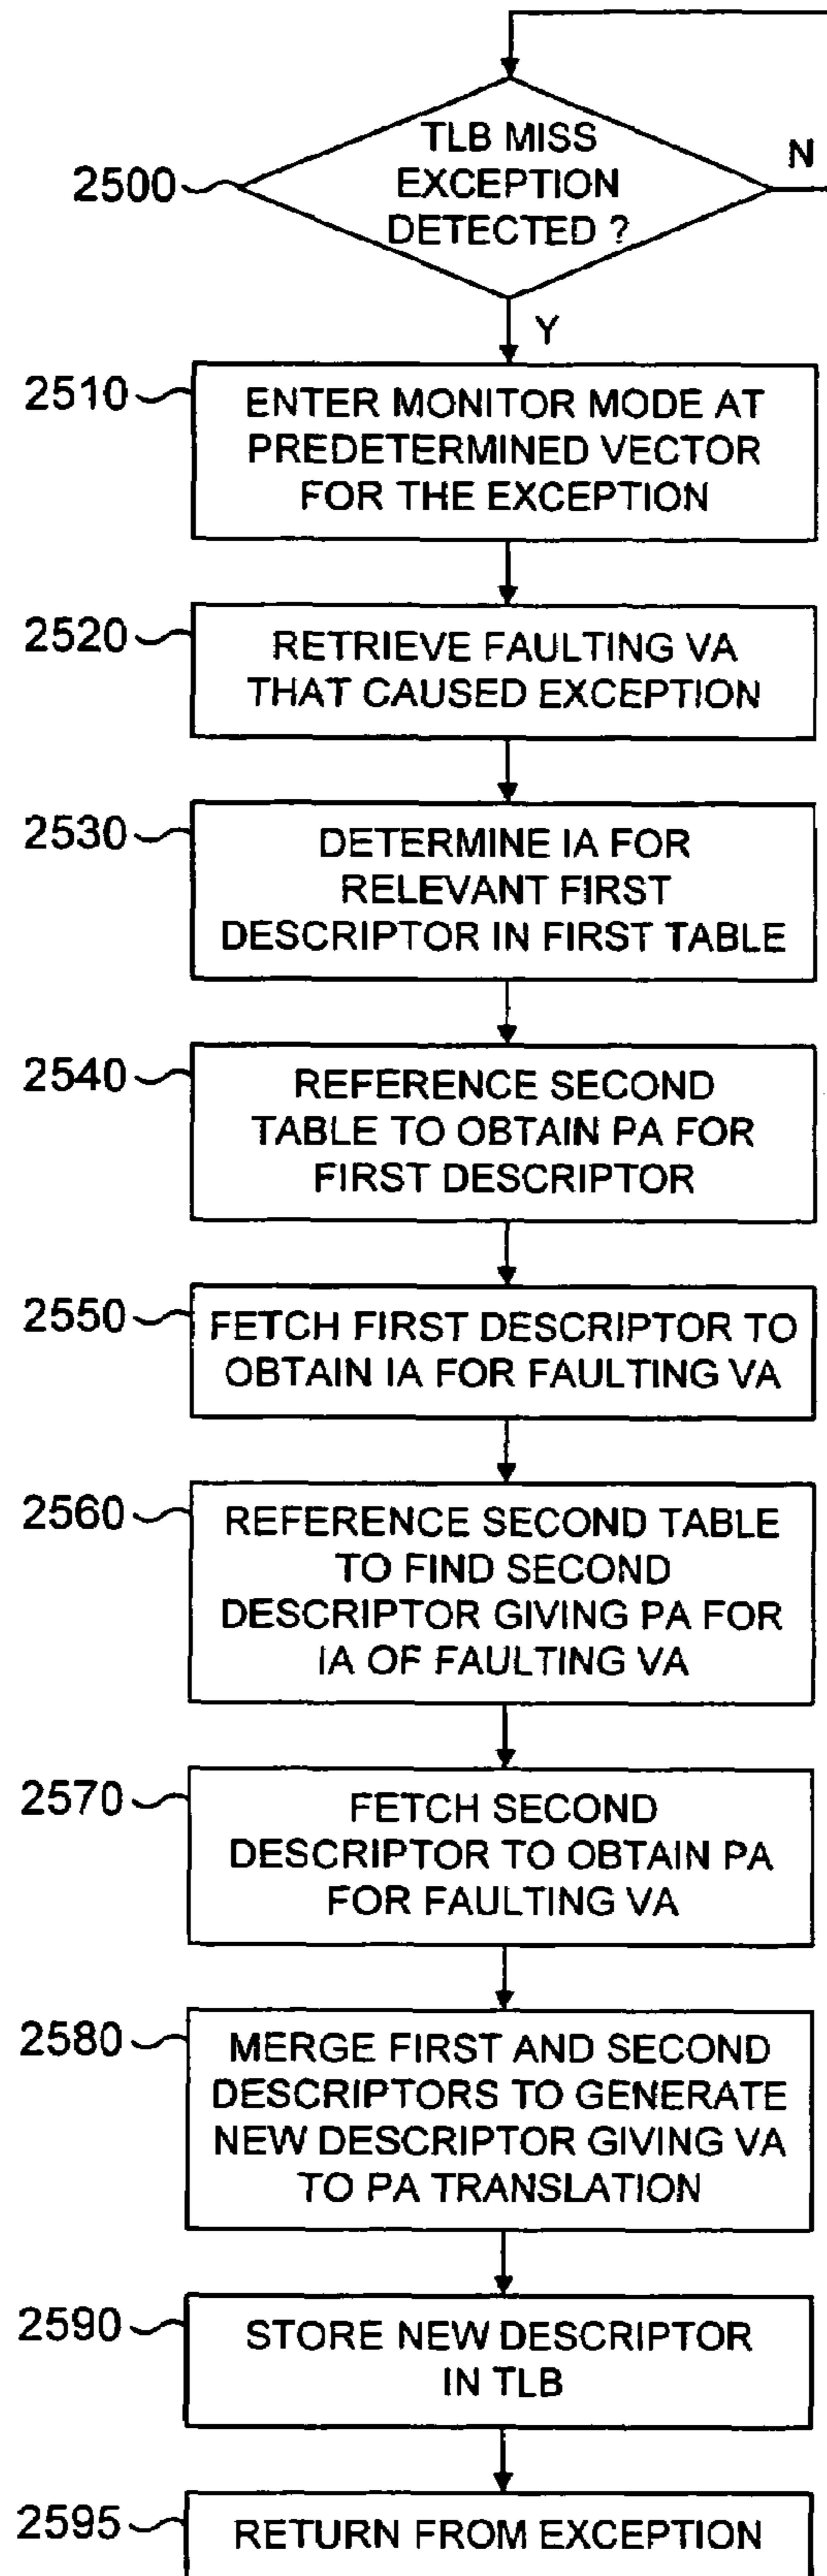 TLB MISS
EXCEPTION
DETECTED ?
2500
N
Y
2510
ENTER MONITOR MODE AT
PREDETERMINED VECTOR
FOR THE EXCEPTION
2520
RETRIEVE FAULTING VA
THAT CAUSED EXCEPTION
2530
DETERMINE IA FOR
RELEVANT FIRST
DESCRIPTOR IN FIRST TABLE
2540
REFERENCE SECOND
TABLE TO OBTAIN PA FOR
FIRST DESCRIPTOR
2550
FETCH FIRST DESCRIPTOR TO
OBTAIN IA FOR FAULTING VA
2560
REFERENCE SECOND TABLE
TO FIND SECOND
DESCRIPTOR GIVING PA FOR
IA OF FAULTING VA
2570
FETCH SECOND
DESCRIPTOR TO OBTAIN PA
FOR FAULTING VA
2580
MERGE FIRST AND SECOND
DESCRIPTORS TO GENERATE
NEW DESCRIPTOR GIVING VA
TO PA TRANSLATION
2590
STORE NEW DESCRIPTOR
IN TLB
2595
RETURN FROM EXCEPTION